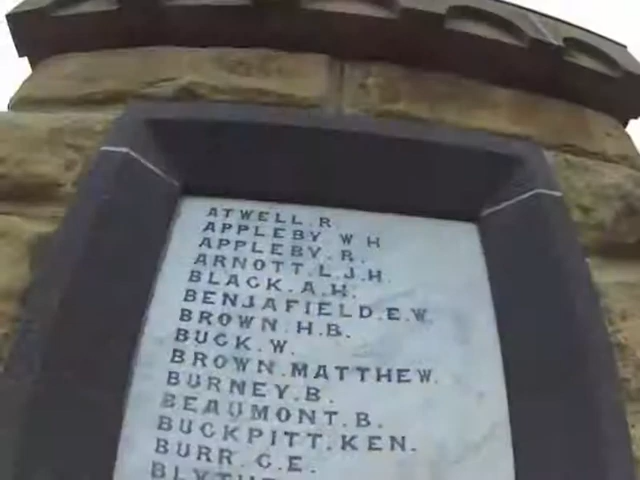 ATWELL.R.
APPLEBY.W H
APPLEBY.R.
ARNOTT.L.J.H.
BLACK.A.H.
BENJAFIELD.E.W.
BROWN.H.B.
BUCK.W.
BROWN.MATTHEW.
BURNEY.B.
BEAUMONT.B.
BUCKPITT.KEN.
BURR.C.E.